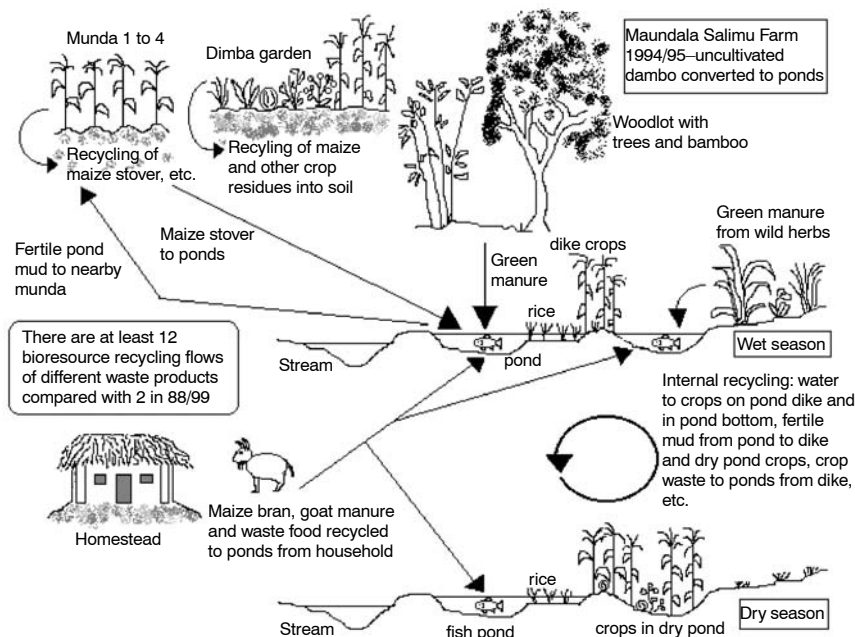 Munda 1 to 4
Dimba garden
Maundala Salimu Farm
1994/95–uncultivated
dambo converted to ponds
Woodlot with
trees and bamboo
Recycling of
maize stover, etc.
Recyling of maize
and other crop
residues into soil
Green manure
from wild herbs
Fertile pond
mud to nearby
munda
Maize stover
to ponds
Green
manure
dike crops
rice
There are at least 12
bioresource recycling flows
of different waste products
compared with 2 in 88/99
Stream
pond
Wet season
Internal recycling: water
to crops on pond dike and
in pond bottom, fertile
mud from pond to dike
and dry pond crops, crop
waste to ponds from dike,
etc.
Homestead
Maize bran, goat manure
and waste food recycled
to ponds from household
rice
Stream
fish pond
crops in dry pond
Dry season